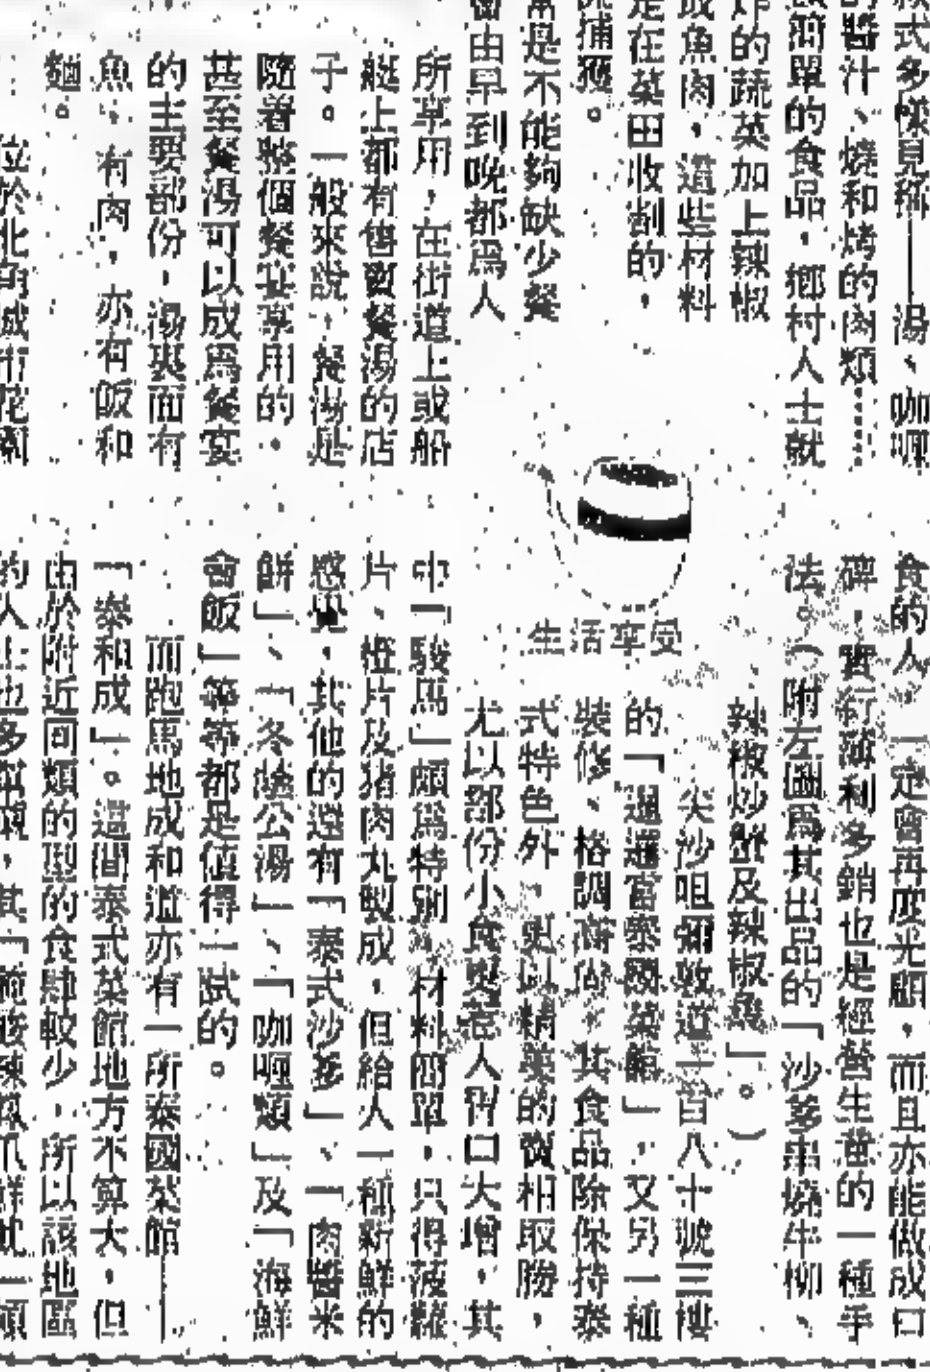 款式多樣見稱——湯、咖喱
的醬汁、燒和烤的肉類……
簡單的食品,鄉村人士就
炸的蔬菜加上辣椒
或魚肉,這些材料
是在菜田收割的,
捕獲。
常是不能夠缺少餐
由早到晚都爲人
所享用,在街道上或船
艇上都有售賣餐湯的店
子。一般來說,餐湯是
隨着整個餐宴享用的,
甚至餐湯可以成爲餐宴
的主要部份,湯裏面有
魚、有肉,亦有飯和
麵。
位於北角城市花園
生活享受
食的人,一定會再度光顧,而且亦能做成口
碑,實行薄利多銷也是經營生意的一種手
法。(附左圖爲其出品的「沙爹串燒牛柳、
辣椒炒蟹及辣椒魚」。)
尖沙咀彌敦道一百八十號三樓
的「暹邏富泰國菜館」,又另一種
裝修、格調高尚,其食品除保持泰
式特色外,更以精美的賣相取勝,
尤以部份小食更惹人胃口大增,其
中「駿馬」頗爲特別,材料簡單,只得菠蘿
片、橙片及猪肉丸製成,但給人一種新鮮的
感覺,其他的還有「泰式沙爹」、「肉醬米
餅」、「冬蔭公湯」、「咖喱類」及「海鮮
會飯」等等都是值得一試的。
而跑馬地成和道亦有一所泰國菜館——
「泰和成」。這間泰式菜館地方不算大,但
由於附近同類的型的食肆較少,所以該地區
的人士也多幫襯,其「